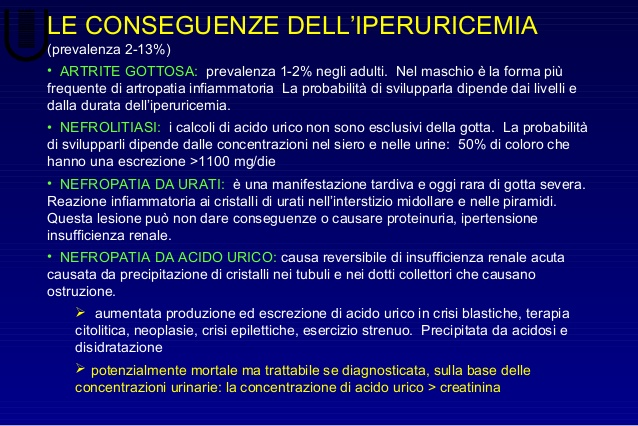 LE CONSEGUENZE DELL'IPERURICEMIA
(prevalenza 2-13%)
• ARTRITE GOTTOSA: prevalenza 1-2% negli adulti. Nel maschio è la forma più
frequente di artropatia infiammatoria La probabilità di svilupparla dipende dai livelli e
dalla durata dell'iperuricemia.
• NEFROLITIASI: i calcoli di acido urico non sono esclusivi della gotta. La probabilità
di svilupparli dipende dalle concentrazioni nel siero e nelle urine: 50% di coloro che
hanno una escrezione >1100 mg/die
• NEFROPATIA DA URATI: è una manifestazione tardiva e oggi rara di gotta severa.
Reazione infiammatoria ai cristalli di urati nell'interstizio midollare e nelle piramidi.
Questa lesione può non dare conseguenze o causare proteinuria, ipertensione
insufficienza renale.
• NEFROPATIA DA ACIDO URICO: causa reversibile di insufficienza renale acuta
causata da precipitazione di cristalli nei tubuli e nei dotti collettori che causano
ostruzione.
➢ aumentata produzione ed escrezione di acido urico in crisi blastiche, terapia
citolitica, neoplasie, crisi epilettiche, esercizio strenuo. Precipitata da acidosi e
disidratazione
➢ potenzialmente mortale ma trattabile se diagnosticata, sulla base delle
concentrazioni urinarie: la concentrazione di acido urico > creatinina